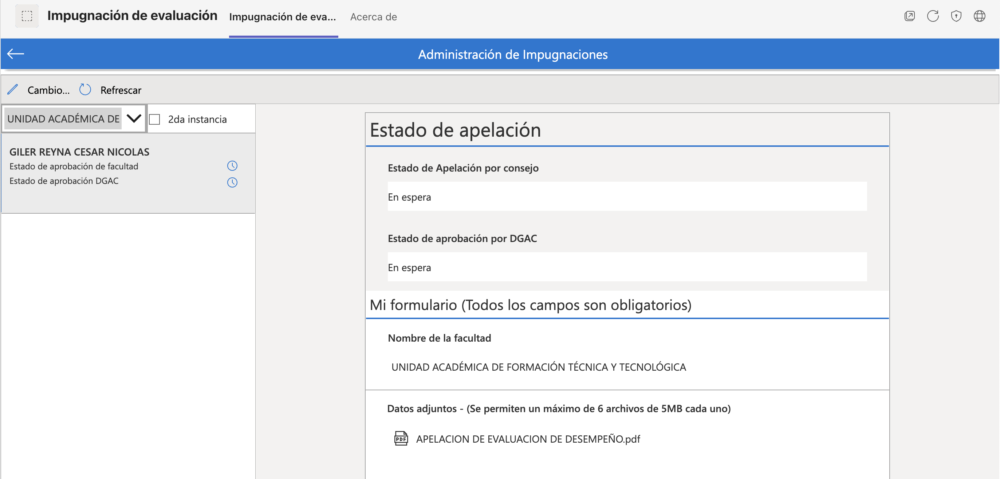 Impugnación de evaluación
Impugnación de eva...
Acerca de
Administración de Impugnaciones
Cambio...
Refrescar
UNIDAD ACADÉMICA DE
2da instancia
GILER REYNA CESAR NICOLAS
Estado de aprobación de facultad
Estado de aprobación DGAC
Estado de apelación
Estado de Apelación por consejo
En espera
Estado de aprobación por DGAC
En espera
Mi formulario (Todos los campos son obligatorios)
Nombre de la facultad
UNIDAD ACADÉMICA DE FORMACIÓN TÉCNICA Y TECNOLÓGICA
Datos adjuntos - (Se permiten un máximo de 6 archivos de 5MB cada uno)
PDF
APELACION DE EVALUACION DE DESEMPEÑO.pdf